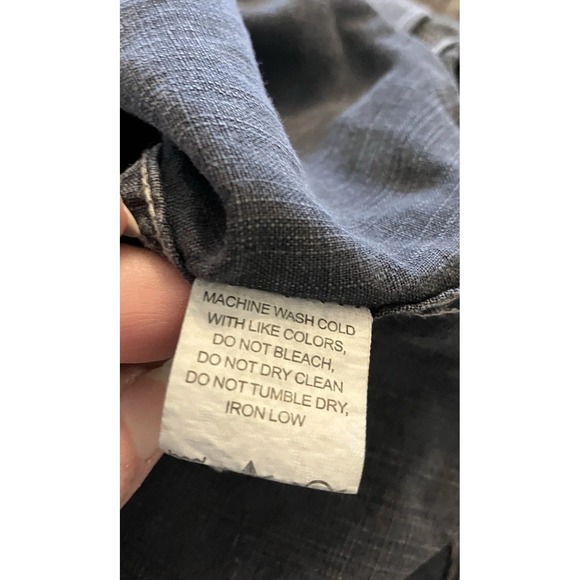 MACHINE WASH COLD
WITH LIKE COLORS,
DO NOT BLEACH,
DO NOT DRY CLEAN
DO NOT TUMBLE DRY,
IRON LOW